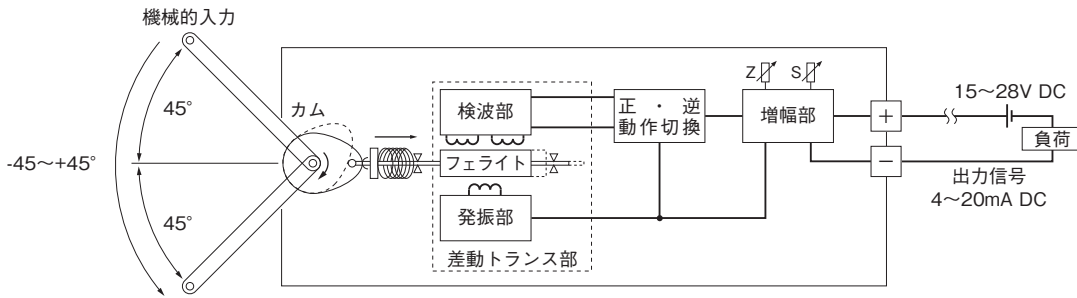 機械的入力
45°
カム
-45～+45°
45°
検波部
フェライト
発振部
差動トランス部
正・逆
動作切換
Z
S
増幅部
+
−
15～28V DC
負荷
出力信号
4～20mA DC